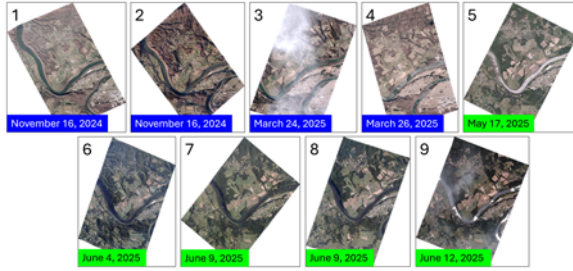 1
November 16, 2024
2
November 16, 2024
3
March 24, 2025
4
March 26, 2025
5
May 17, 2025
6
June 4, 2025
7
June 9, 2025
8
June 9, 2025
9
June 12, 2025